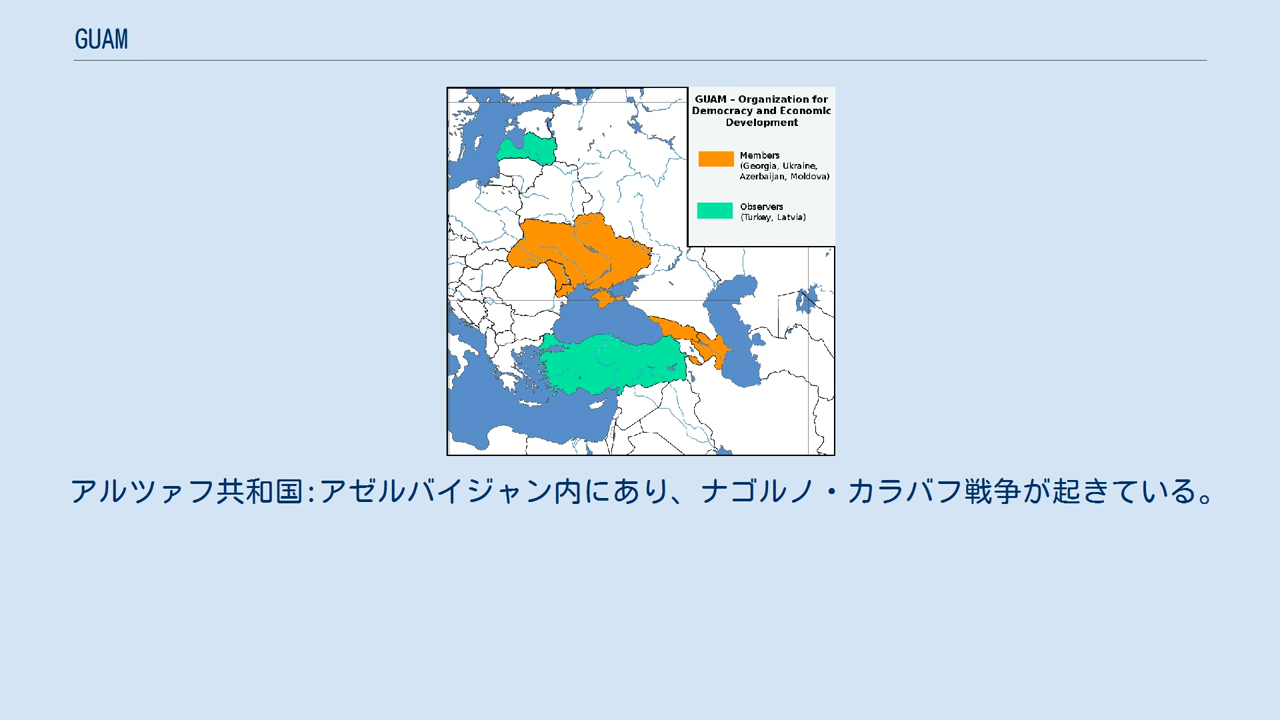 GUAM
GUAM – Organization for
Democracy and Economic
Development
Members
(Georgia, Ukraine,
Azerbaijan, Moldova)
Observers
(Turkey, Latvia)
アルツァフ共和国:アゼルバイジャン内にあり、ナゴルノ・カラバフ戦争が起きている。